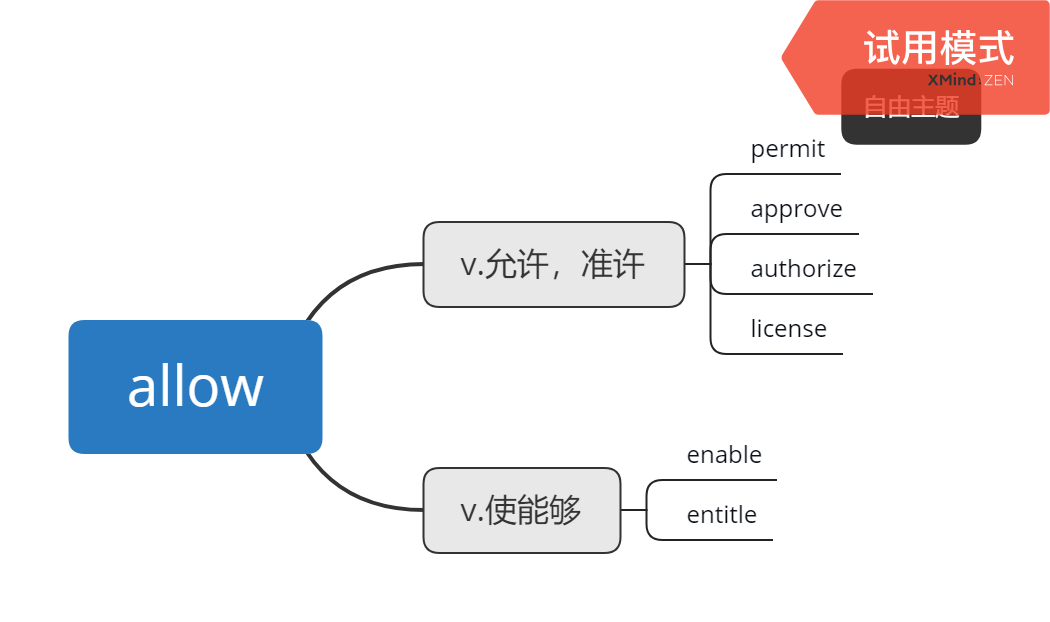 试用模式
XMind:ZEN
自由主题
permit
approve
v.允许，准许
authorize
license
allow
enable
v.使能够
entitle